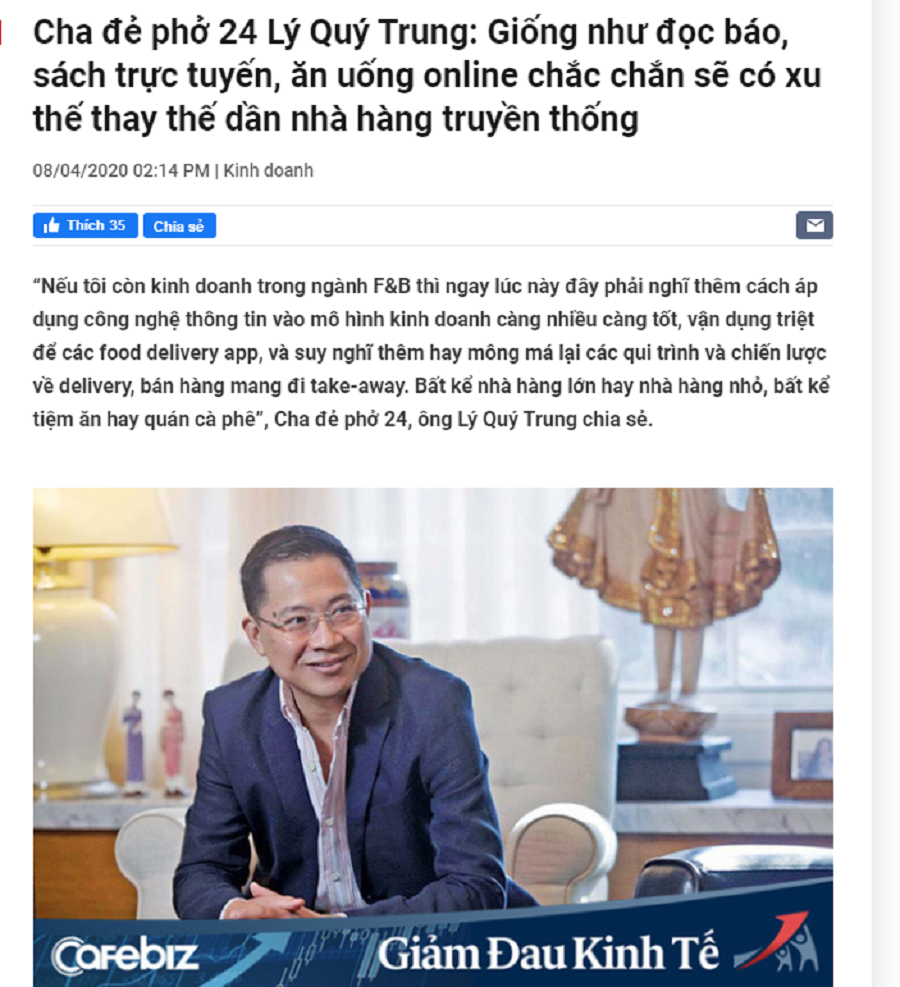 Cha đẻ phở 24 Lý Quý Trung: Giống như đọc báo,
sách trực tuyến, ăn uống online chắc chắn sẽ có xu
thế thay thế dần nhà hàng truyền thống
08/04/2020 02:14 PM | Kinh doanh
Thích 35 Chia sẻ
“Nếu tôi còn kinh doanh trong ngành F&B thì ngay lúc này đây phải nghĩ thêm cách áp
dụng công nghệ thông tin vào mô hình kinh doanh càng nhiều càng tốt, vận dụng triệt
để các food delivery app, và suy nghĩ thêm hay mông má lại các qui trình và chiến lược
về delivery, bán hàng mang đi take-away. Bất kể nhà hàng lớn hay nhà hàng nhỏ, bất kể
tiệm ăn hay quán cà phê”, Cha đẻ phở 24, ông Lý Quý Trung chia sẻ.
Cafebiz Giảm Đau Kinh Tế